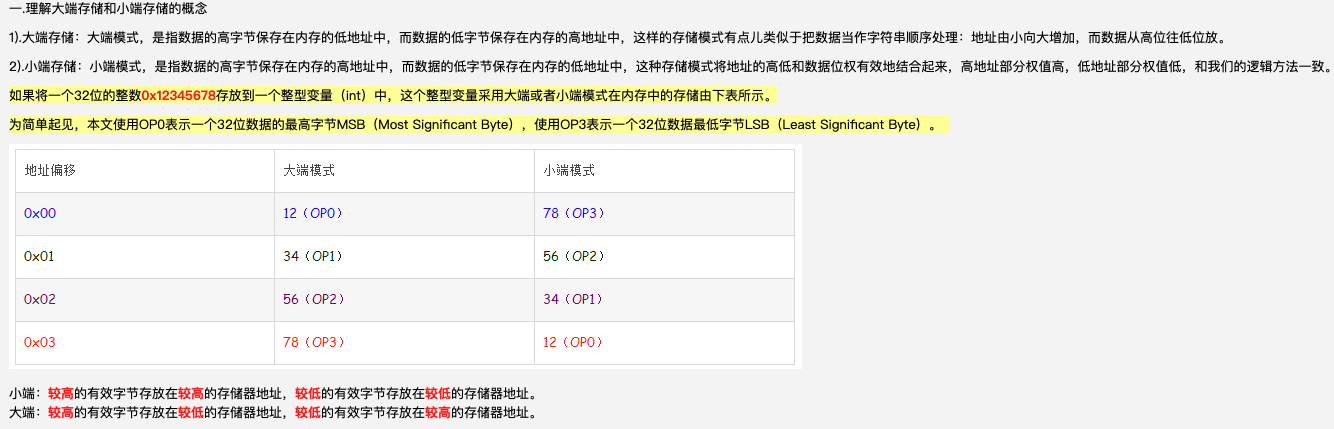 一.理解大端存储和小端存储的概念
1).大端存储：大端模式，是指数据的高字节保存在内存的低地址中，而数据的低字节保存在内存的高地址中，这样的存储模式有点儿类似于把数据当作字符串顺序处理：地址由小向大增加，而数据从高位往低位放。
2).小端存储：小端模式，是指数据的高字节保存在内存的高地址中，而数据的低字节保存在内存的低地址中，这种存储模式将地址的高低和数据位权有效地结合起来，高地址部分权值高，低地址部分权值低，和我们的逻辑方法一致。
如果将一个32位的整数0x12345678存放到一个整型变量（int）中，这个整型变量采用大端或者小端模式在内存中的存储由下表所示。
为简单起见，本文使用OP0表示一个32位数据的最高字节MSB（Most Significant Byte），使用OP3表示一个32位数据最低字节LSB（Least Significant Byte）。
地址偏移 大端模式 小端模式
0x00 12（OP0） 78（OP3）
0x01 34（OP1） 56（OP2）
0x02 56（OP2） 34（OP1）
0x03 78（OP3） 12（OP0）
小端：较高的有效字节存放在较高的存储器地址，较低的有效字节存放在较低的存储器地址。
大端：较高的有效字节存放在较低的存储器地址，较低的有效字节存放在较高的存储器地址。